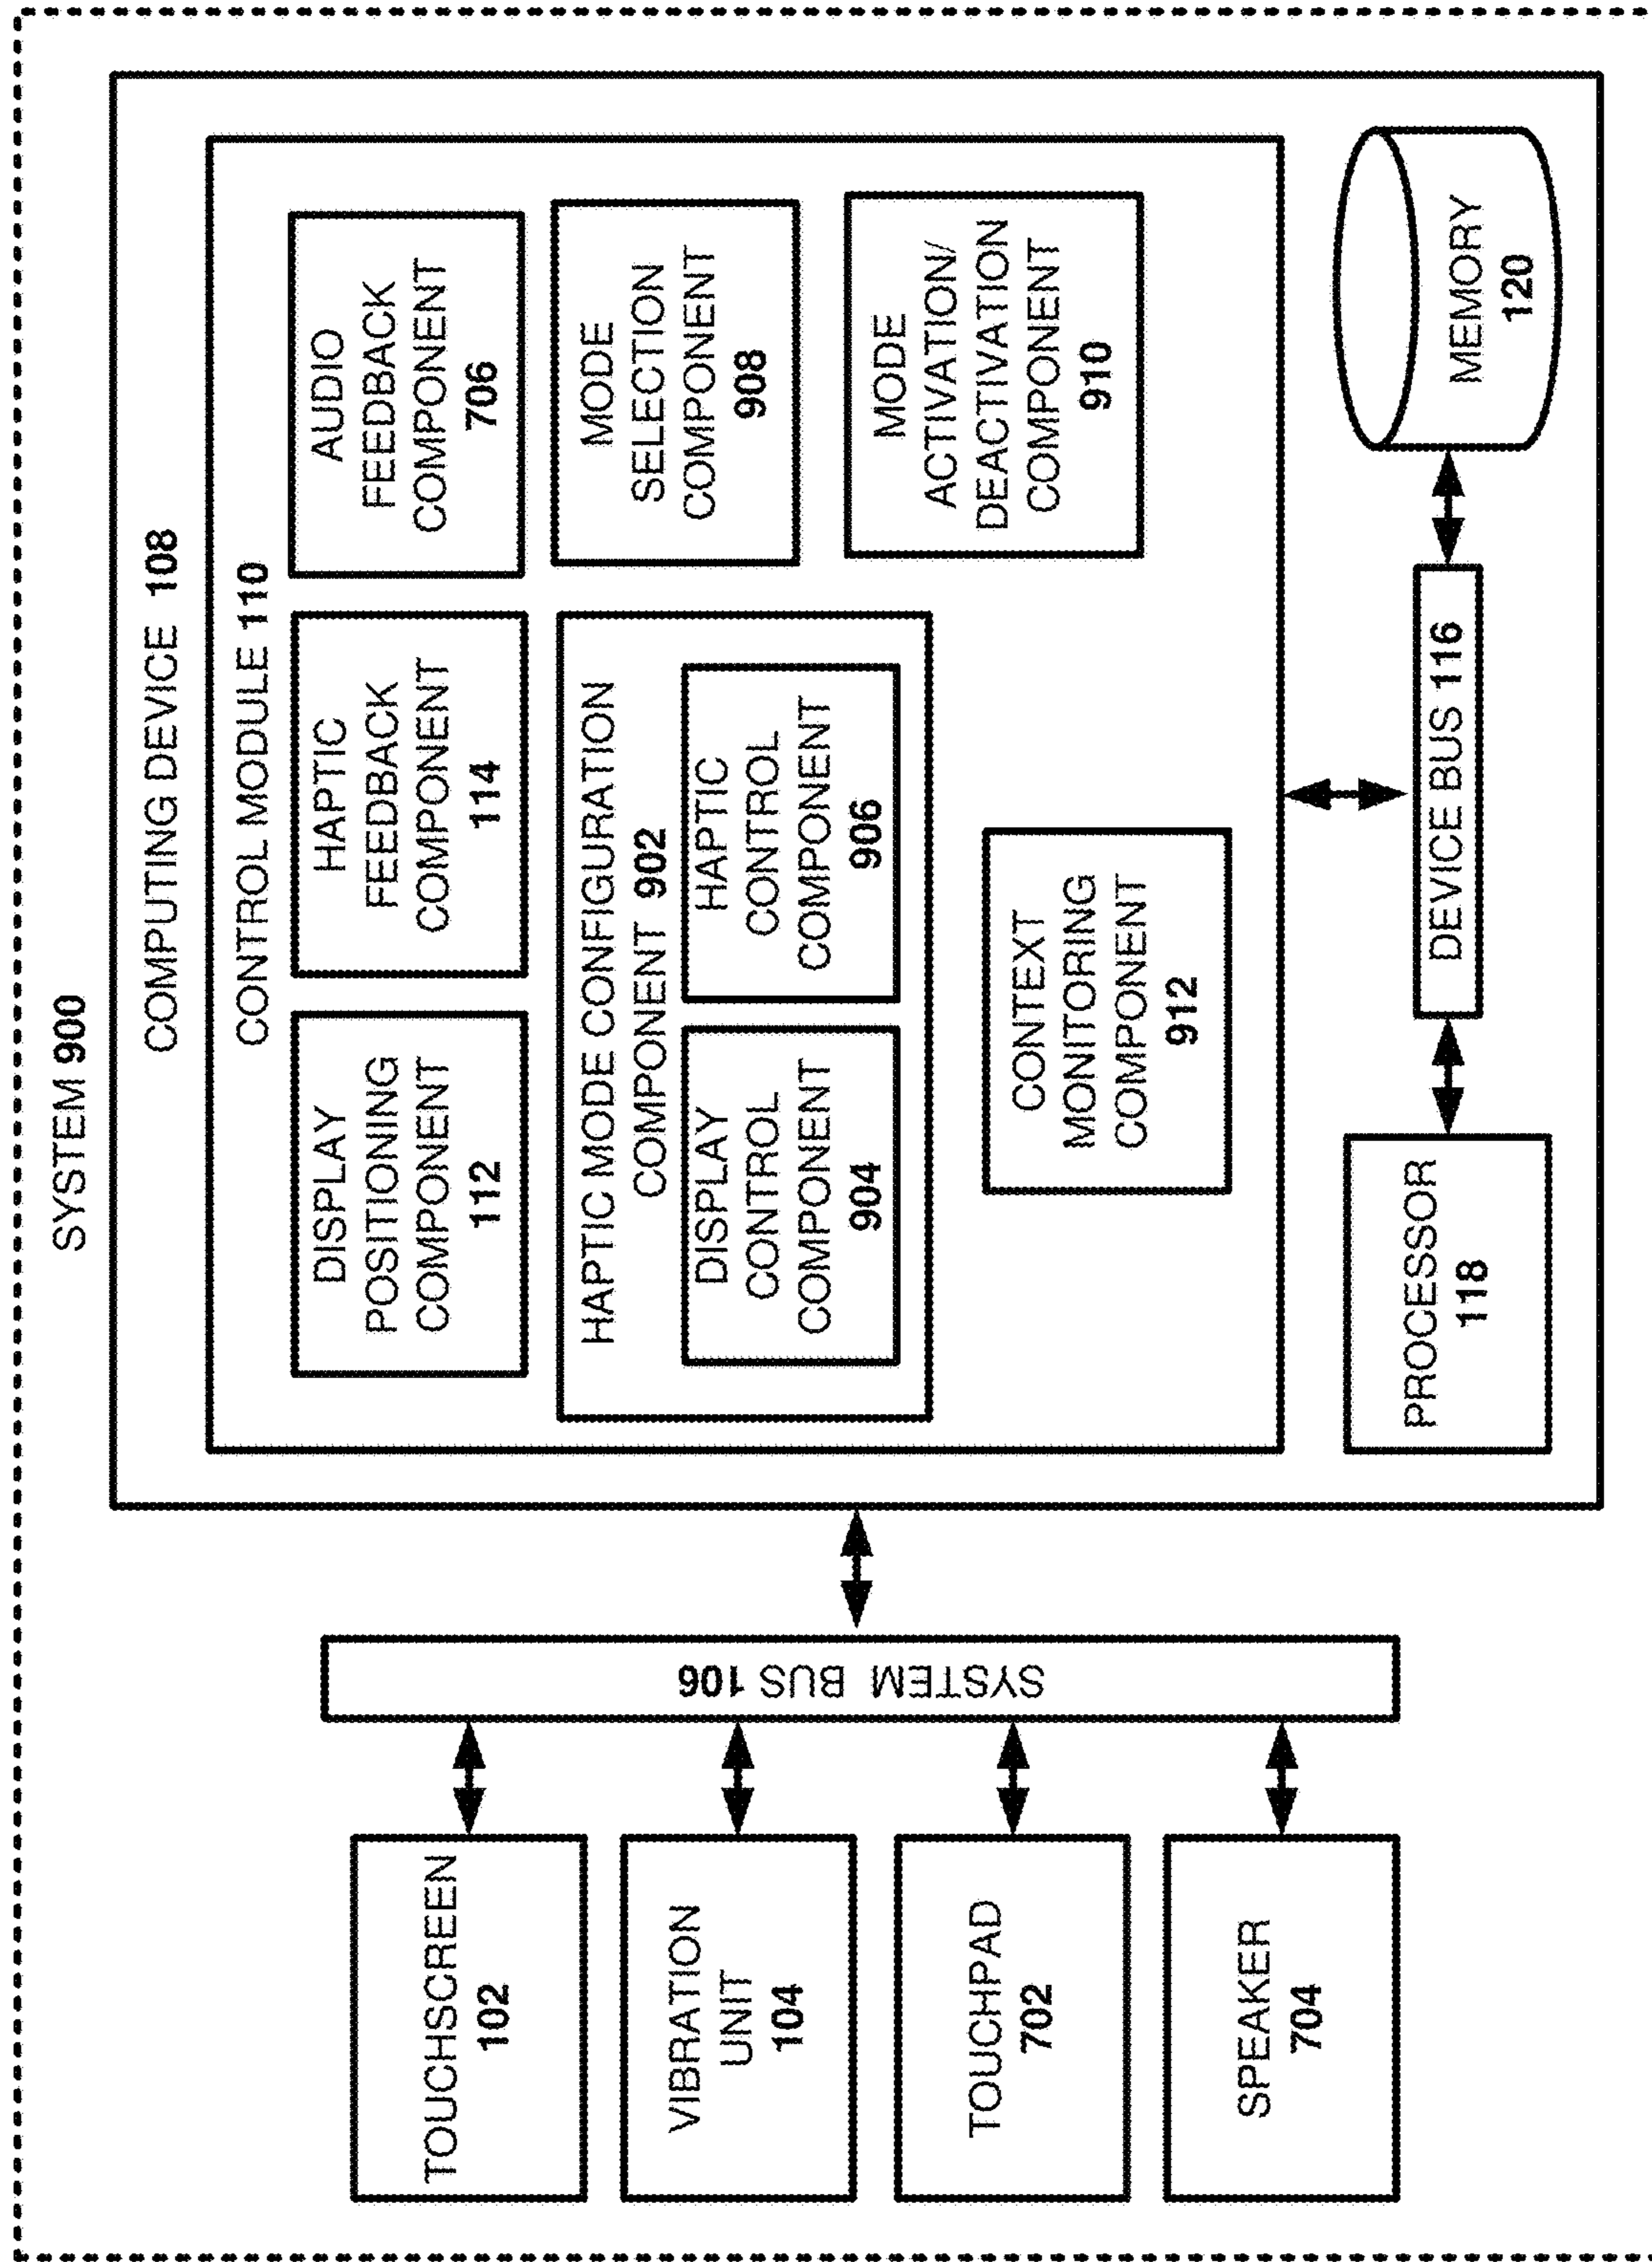 SYSTEM 900
TOUCHSCREEN
102
VIBRATION
UNIT
104
TOUCHPAD
702
SPEAKER
704
SYSTEM BUS 106
COMPUTING DEVICE 108
CONTROL MODULE 110
DISPLAY
POSITIONING
COMPONENT
112
HAPTIC
FEEDBACK
COMPONENT
114
AUDIO
FEEDBACK
COMPONENT
706
HAPTIC MODE CONFIGURATION
COMPONENT 902
DISPLAY
CONTROL
COMPONENT
904
HAPTIC
CONTROL
COMPONENT
906
MODE
SELECTION
COMPONENT
908
CONTEXT
MONITORING
COMPONENT
912
MODE
ACTIVATION/
DEACTIVATION
COMPONENT
910
PROCESSOR
118
DEVICE BUS 116
MEMORY
120